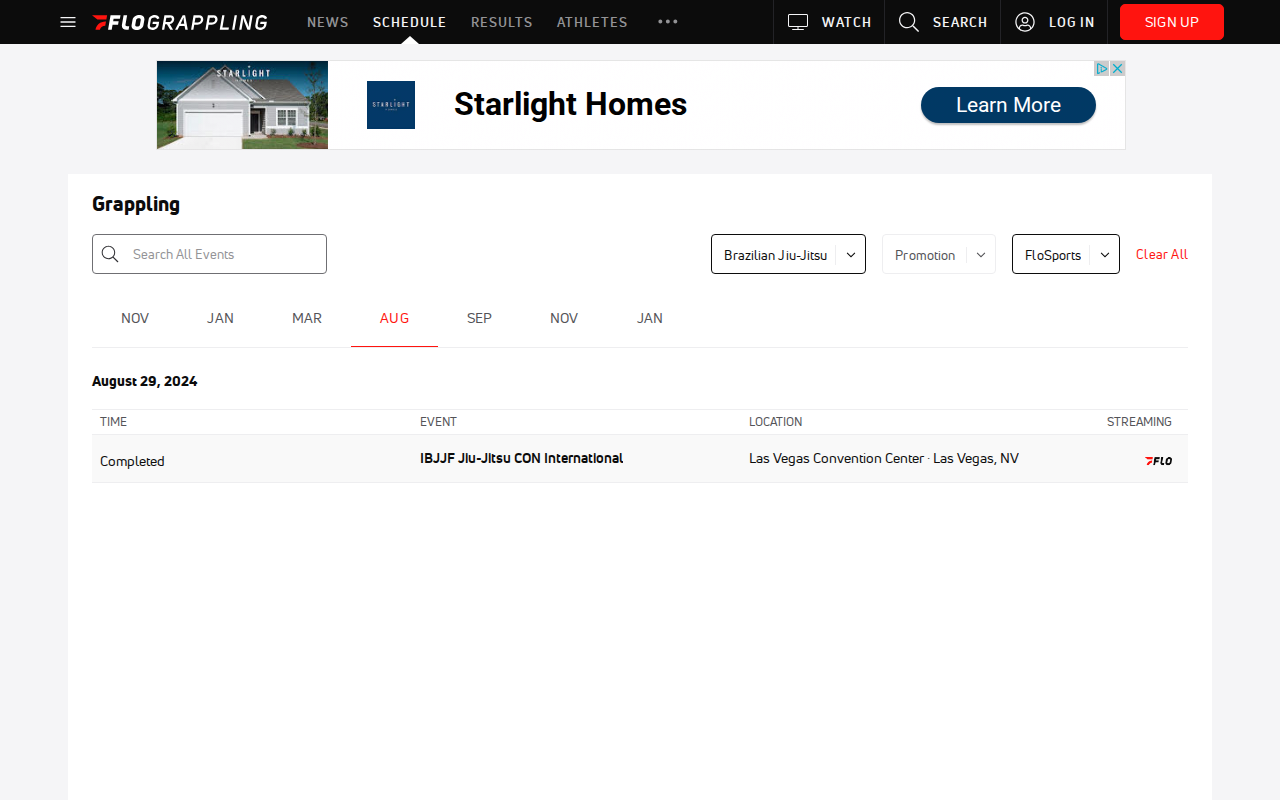 FLOGRAPPLING NEWS SCHEDULE RESULTS ATHLETES ••• WATCH SEARCH LOG IN SIGN UP
STARLIGHT
HOMES
STARLIGHT
Starlight Homes
Learn More
Grappling
Search All Events
Brazilian Jiu-Jitsu
Promotion
FloSports
Clear All
NOV JAN MAR AUG SEP NOV JAN
August 29, 2024
TIME EVENT LOCATION STREAMING
Completed IBJJF Jiu-Jitsu CON International Las Vegas Convention Center · Las Vegas, NV FLO